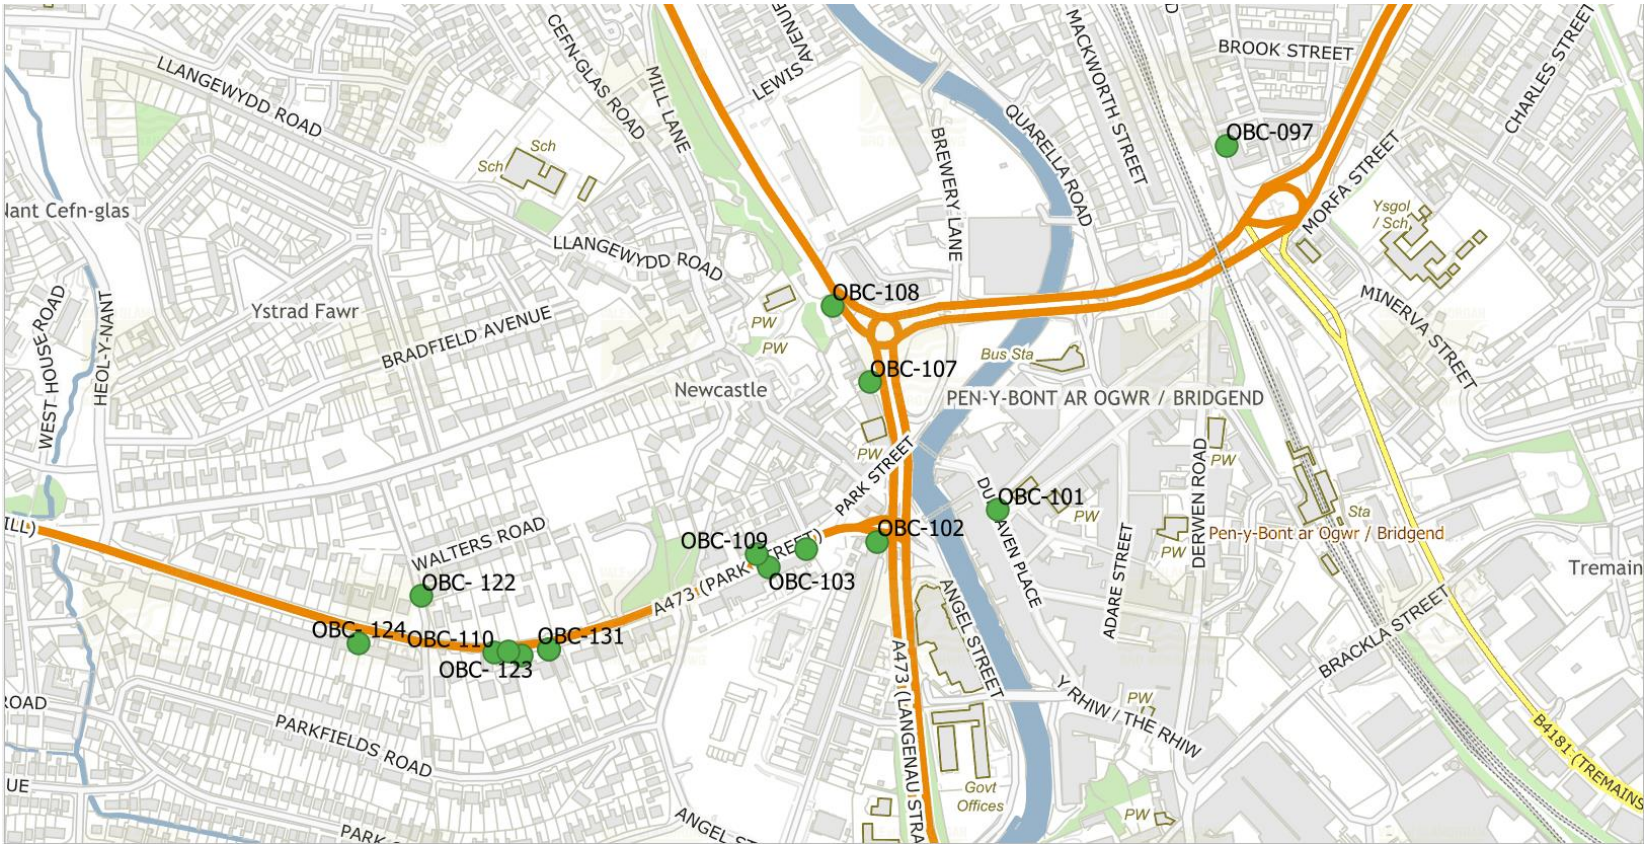 CEFN-GLAS ROAD
LEWIS AVENUE
MACKWORTH STREET
BROOK STREET
CHARLES STREET
LLANGEWYDD ROAD
MILL LANE
QUARELLA ROAD
BREWERY LANE
OBC-097
MORFA STREET
Sch
Sch
Ysgol
/ Sch
Nant Cefn-glas
LLANGEWYDD ROAD
WEST HOUSE ROAD
HEOL-Y-NANT
Ystrad Fawr
BRADFIELD AVENUE
OBC-108
PW
PW
MINERVA STREET
Bus Sta
OBC-107
Newcastle
PEN-Y-BONT AR OGWR / BRIDGEND
PW
PARK STREET
PW
DERWEN ROAD
OBC-101
PW
DU
AVEN PLACE
Sta
Pen-y-Bont ar Ogwr / Bridgend
PW
ILL)
WALTERS ROAD
OBC-109
OBC-102
OBC-103
A473 (PARK STREET)
ADARE STREET
Tremain
OBC- 122
OBC- 124
OBC-110
OBC-131
OBC- 123
ANGEL STREET
BRACKLA STREET
A473 (LANGENAU STRA
Y RHIW / THE RHIW
PW
ROAD
PARKFIELDS ROAD
B4181 (TREMAINS
UE
Govt
Offices
PARK
ANGEL ST
PW